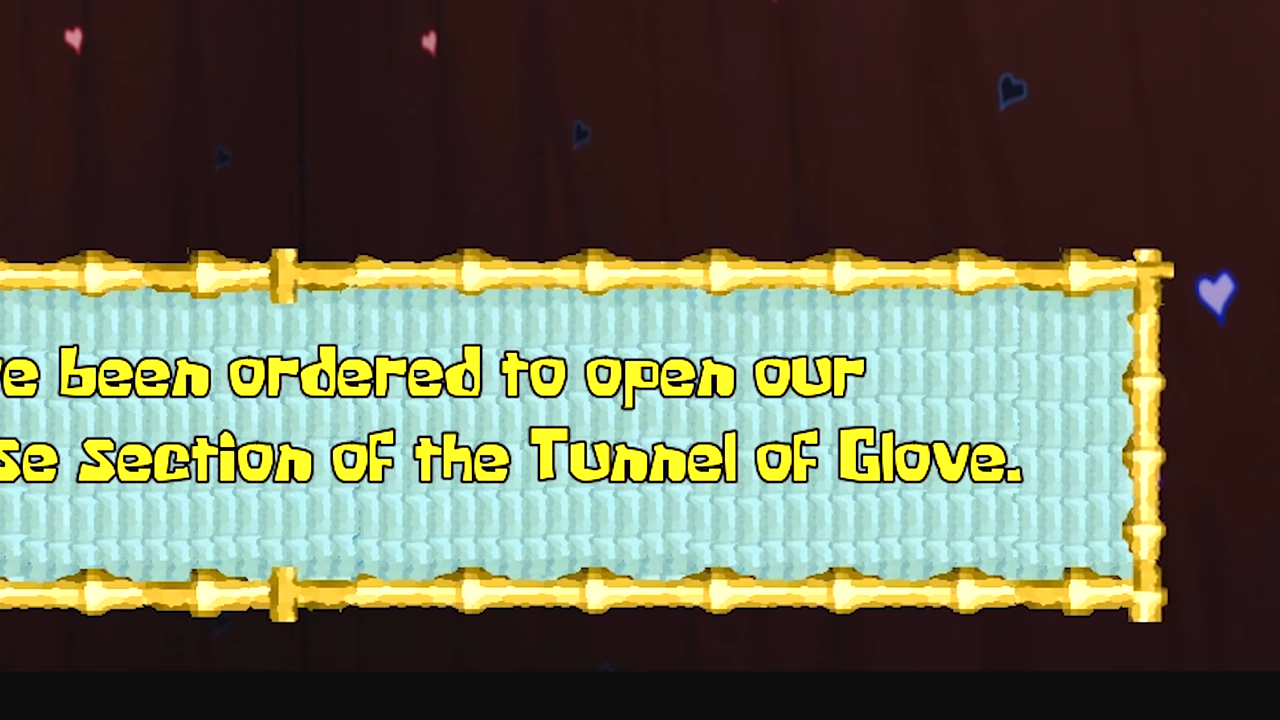 been ordered to open our
section of the Tunnel of Glove.